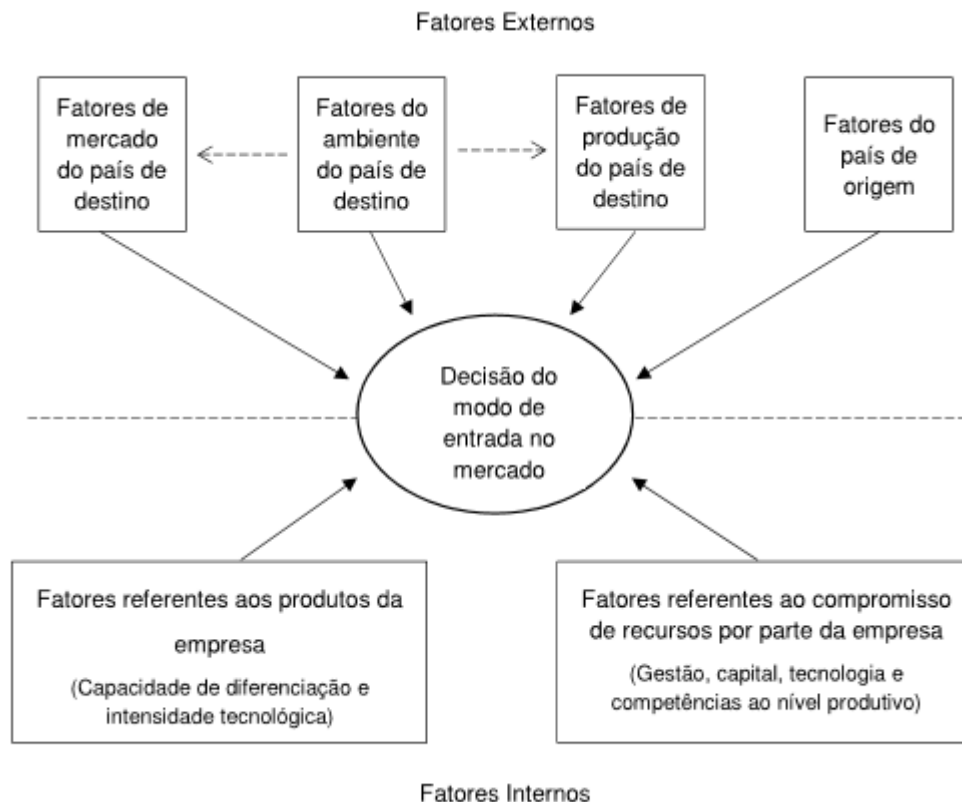 Fatores Externos
Fatores de
mercado
do país de
destino
Fatores do
ambiente
do país de
destino
Fatores de
produção
do país de
destino
Fatores do
país de
origem
Decisão do
modo de
entrada no
mercado
Fatores referentes aos produtos da
empresa
(Capacidade de diferenciação e
intensidade tecnológica)
Fatores referentes ao compromisso
de recursos por parte da empresa
(Gestão, capital, tecnologia e
competências ao nível produtivo)
Fatores Internos